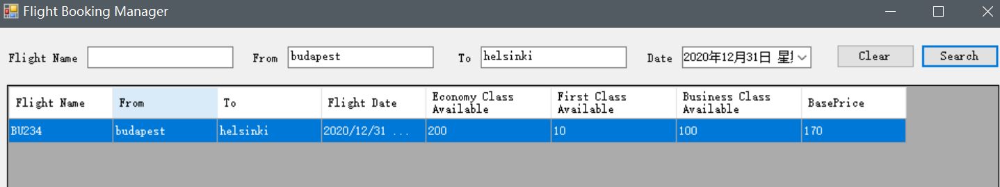 Flight Booking Manager
Flight Name From budapest To helsinki Date 2020年12月31日 星 Clear Search
Flight Name From To Flight Date Economy Class Available First Class Available Business Class Available BasePrice
BU234 budapest helsinki 2020/12/31 ... 200 10 100 170